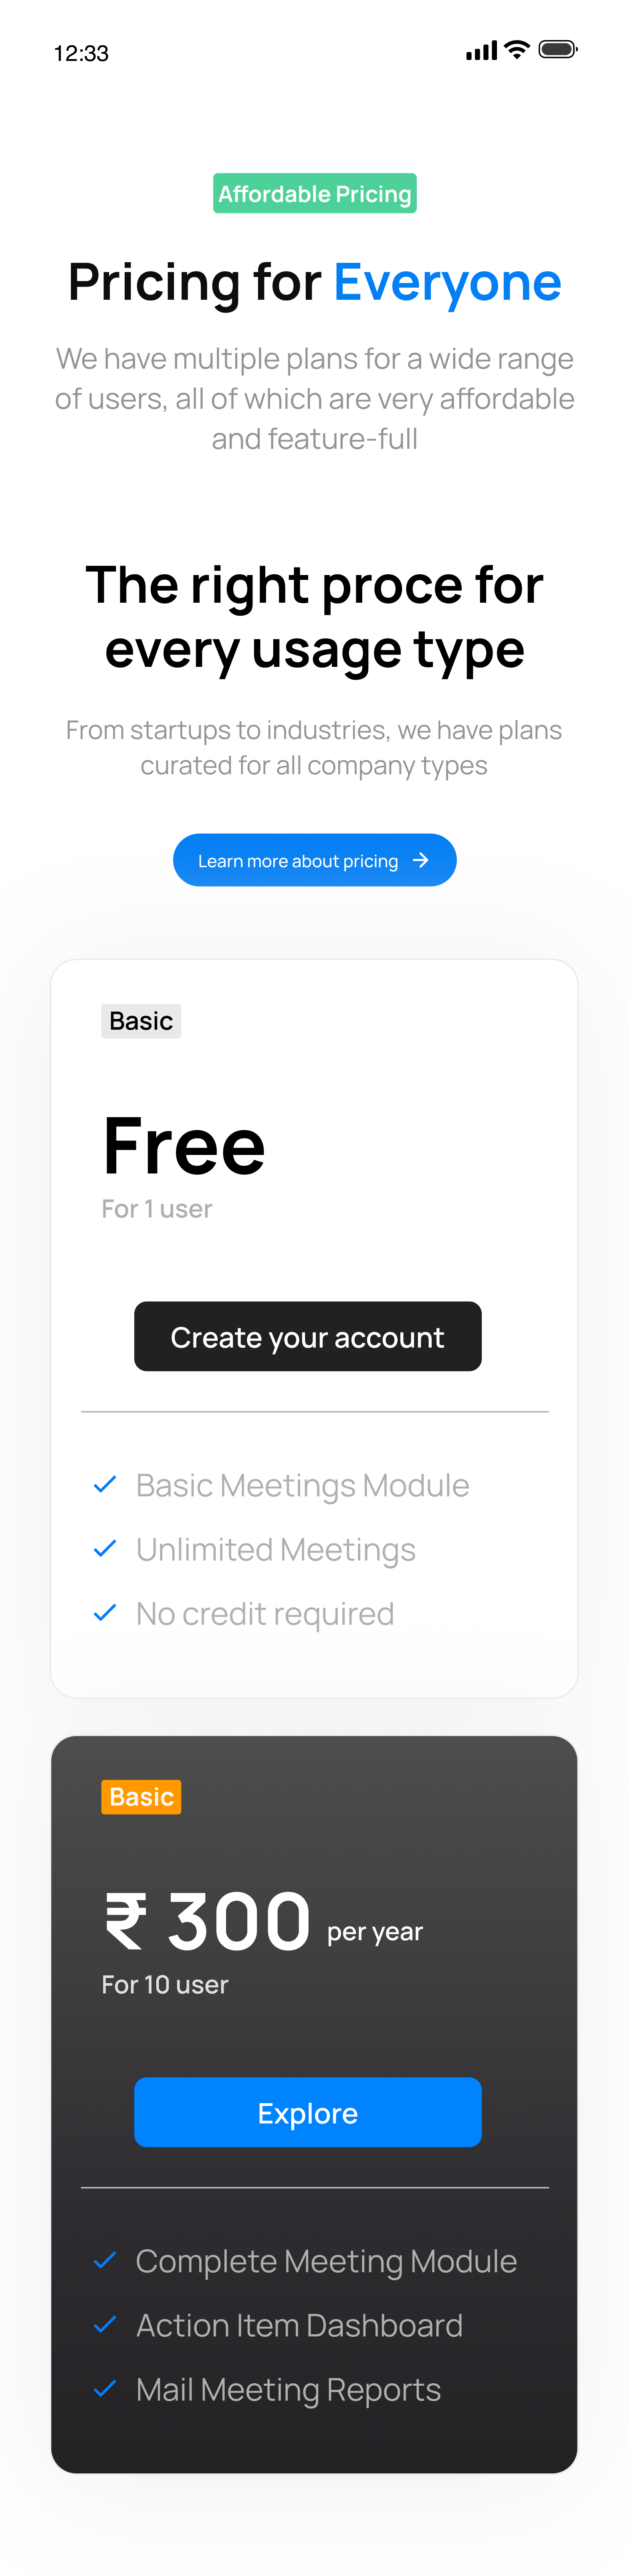 12:33
Affordable Pricing
Pricing for Everyone
We have multiple plans for a wide range
of users, all of which are very affordable
and feature-full
The right proce for
every usage type
From startups to industries, we have plans
curated for all company types
Learn more about pricing →
Basic
Free
For 1 user
Create your account
Basic Meetings Module
Unlimited Meetings
No credit required
Basic
₹ 300 per year
For 10 user
Explore
Complete Meeting Module
Action Item Dashboard
Mail Meeting Reports